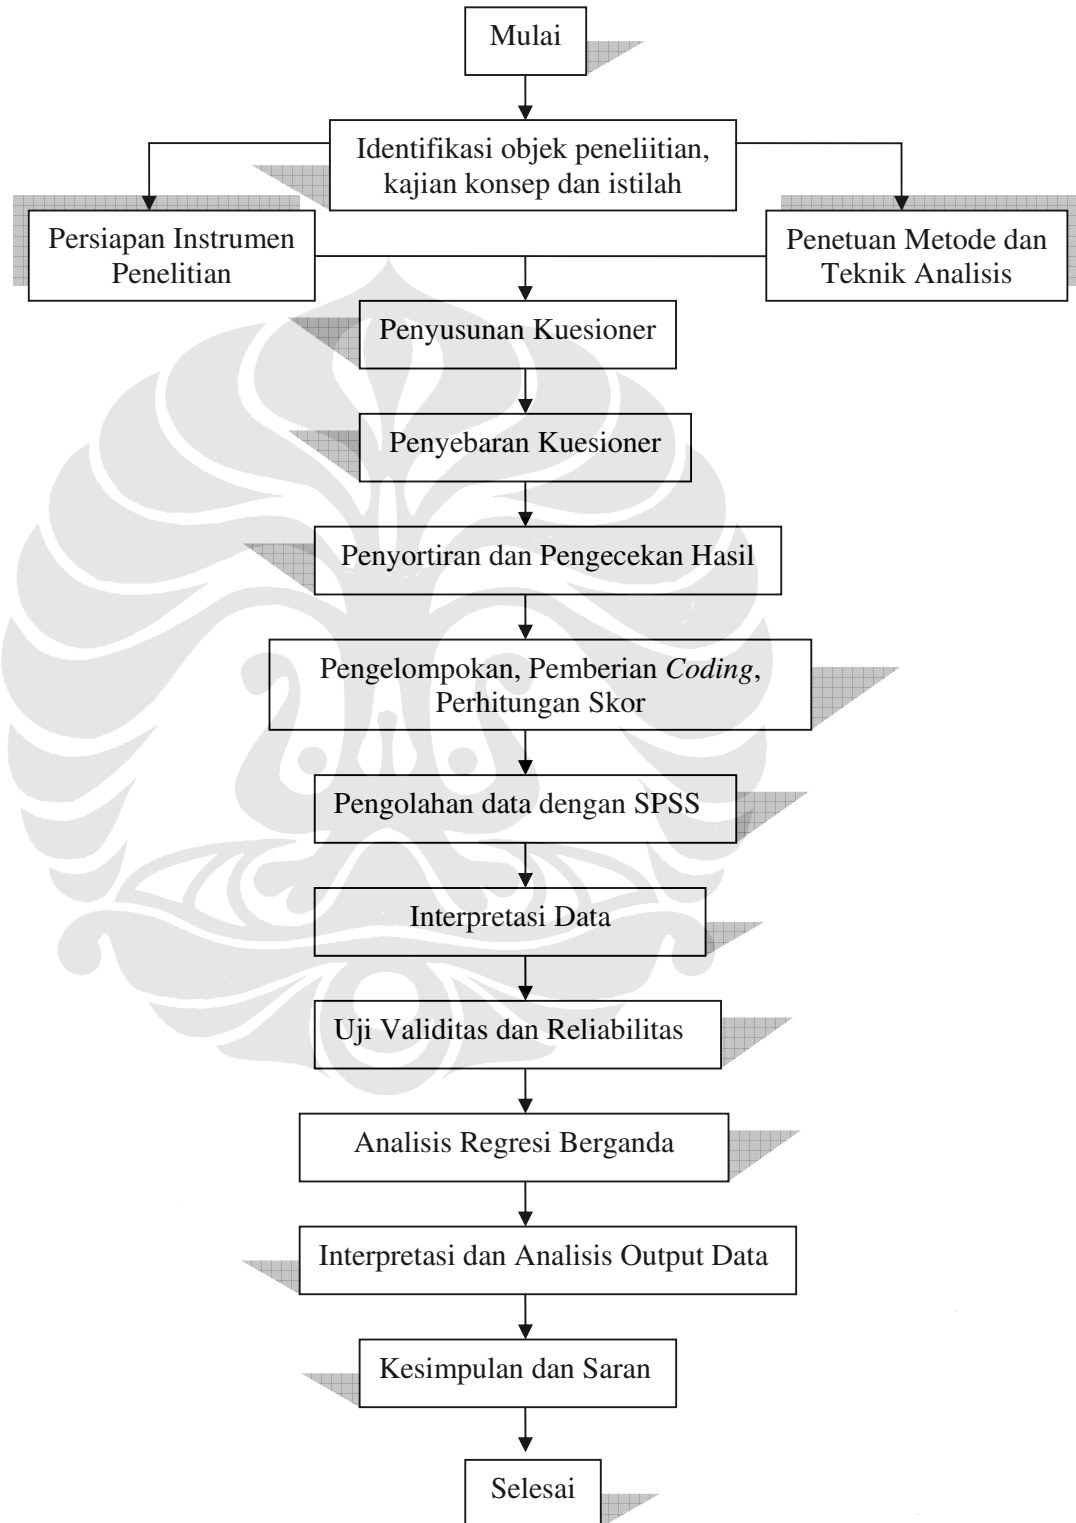 Mulai
Identifikasi objek peneliitian,
kajian konsep dan istilah
Persiapan Instrumen
Penelitian
Penetuan Metode dan
Teknik Analisis
Penyusunan Kuesioner
Penyebaran Kuesioner
Penyortiran dan Pengecekan Hasil
Pengelompokan, Pemberian Coding,
Perhitungan Skor
Pengolahan data dengan SPSS
Interpretasi Data
Uji Validitas dan Reliabilitas
Analisis Regresi Berganda
Interpretasi dan Analisis Output Data
Kesimpulan dan Saran
Selesai